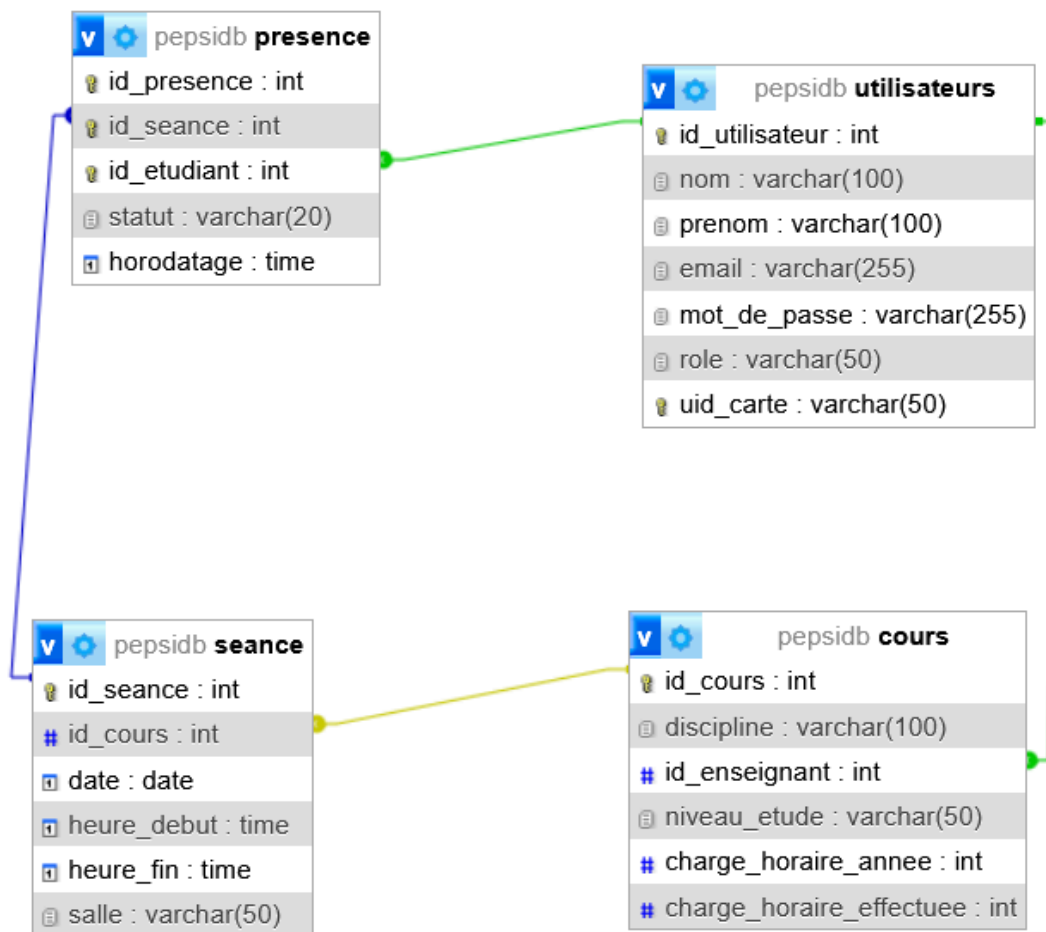 v pepsidb presence
id_presence : int
id_seance : int
id_etudiant : int
statut : varchar(20)
horodatage : time
v pepsidb utilisateurs
id_utilisateur : int
nom : varchar(100)
prenom : varchar(100)
email : varchar(255)
mot_de_passe : varchar(255)
role : varchar(50)
uid_carte : varchar(50)
v pepsidb seance
id_seance : int
# id_cours : int
date : date
heure_debut : time
heure_fin : time
salle : varchar(50)
v pepsidb cours
id_cours : int
discipline : varchar(100)
# id_enseignant : int
niveau_etude : varchar(50)
# charge_horaire_annee : int
# charge_horaire_effectuee : int